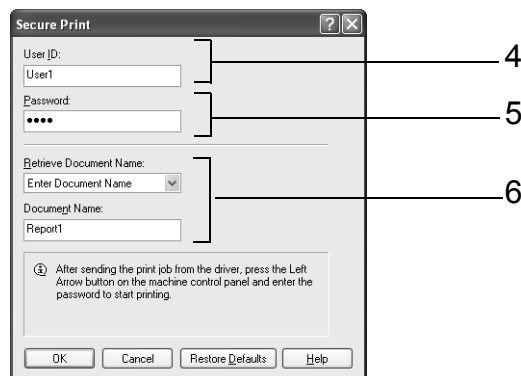 Secure Print
User ID:
User1
4
Password:
••••
5
Retrieve Document Name:
Enter Document Name
6
Document Name:
Report1
After sending the print job from the driver, press the Left
Arrow button on the machine control panel and enter the
password to start printing.
OK Cancel Restore Defaults Help